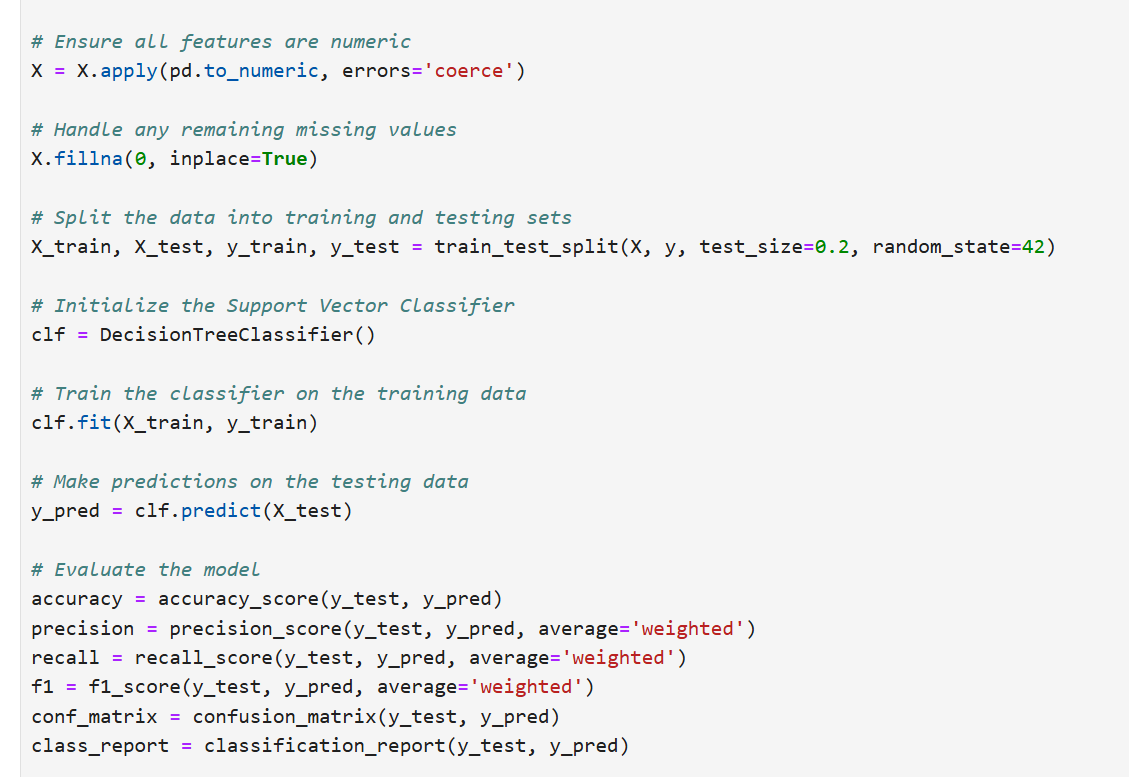 # Ensure all features are numeric
X = X.apply(pd.to_numeric, errors='coerce')
# Handle any remaining missing values
X.fillna(0, inplace=True)
# Split the data into training and testing sets
X_train, X_test, y_train, y_test = train_test_split(X, y, test_size=0.2, random_state=42)
# Initialize the Support Vector Classifier
clf = DecisionTreeClassifier()
# Train the classifier on the training data
clf.fit(X_train, y_train)
# Make predictions on the testing data
y_pred = clf.predict(X_test)
# Evaluate the model
accuracy = accuracy_score(y_test, y_pred)
precision = precision_score(y_test, y_pred, average='weighted')
recall = recall_score(y_test, y_pred, average='weighted')
f1 = f1_score(y_test, y_pred, average='weighted')
conf_matrix = confusion_matrix(y_test, y_pred)
class_report = classification_report(y_test, y_pred)